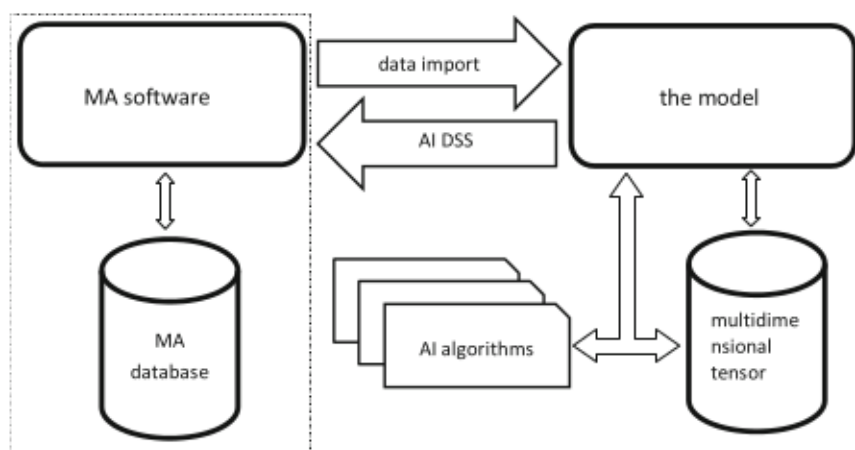 MA software
data import
the model
AI DSS
MA
database
AI algorithms
multidime
nsional
tensor